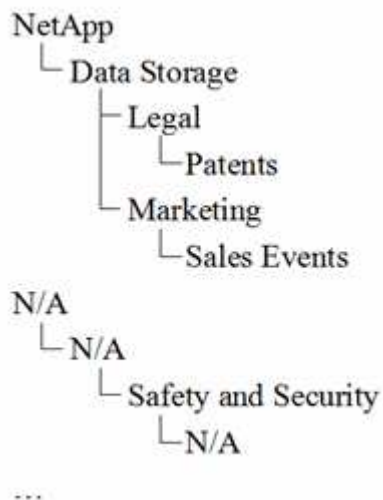 NetApp
Data Storage
Legal
Patents
Marketing
Sales Events
N/A
N/A
Safety and Security
N/A
...